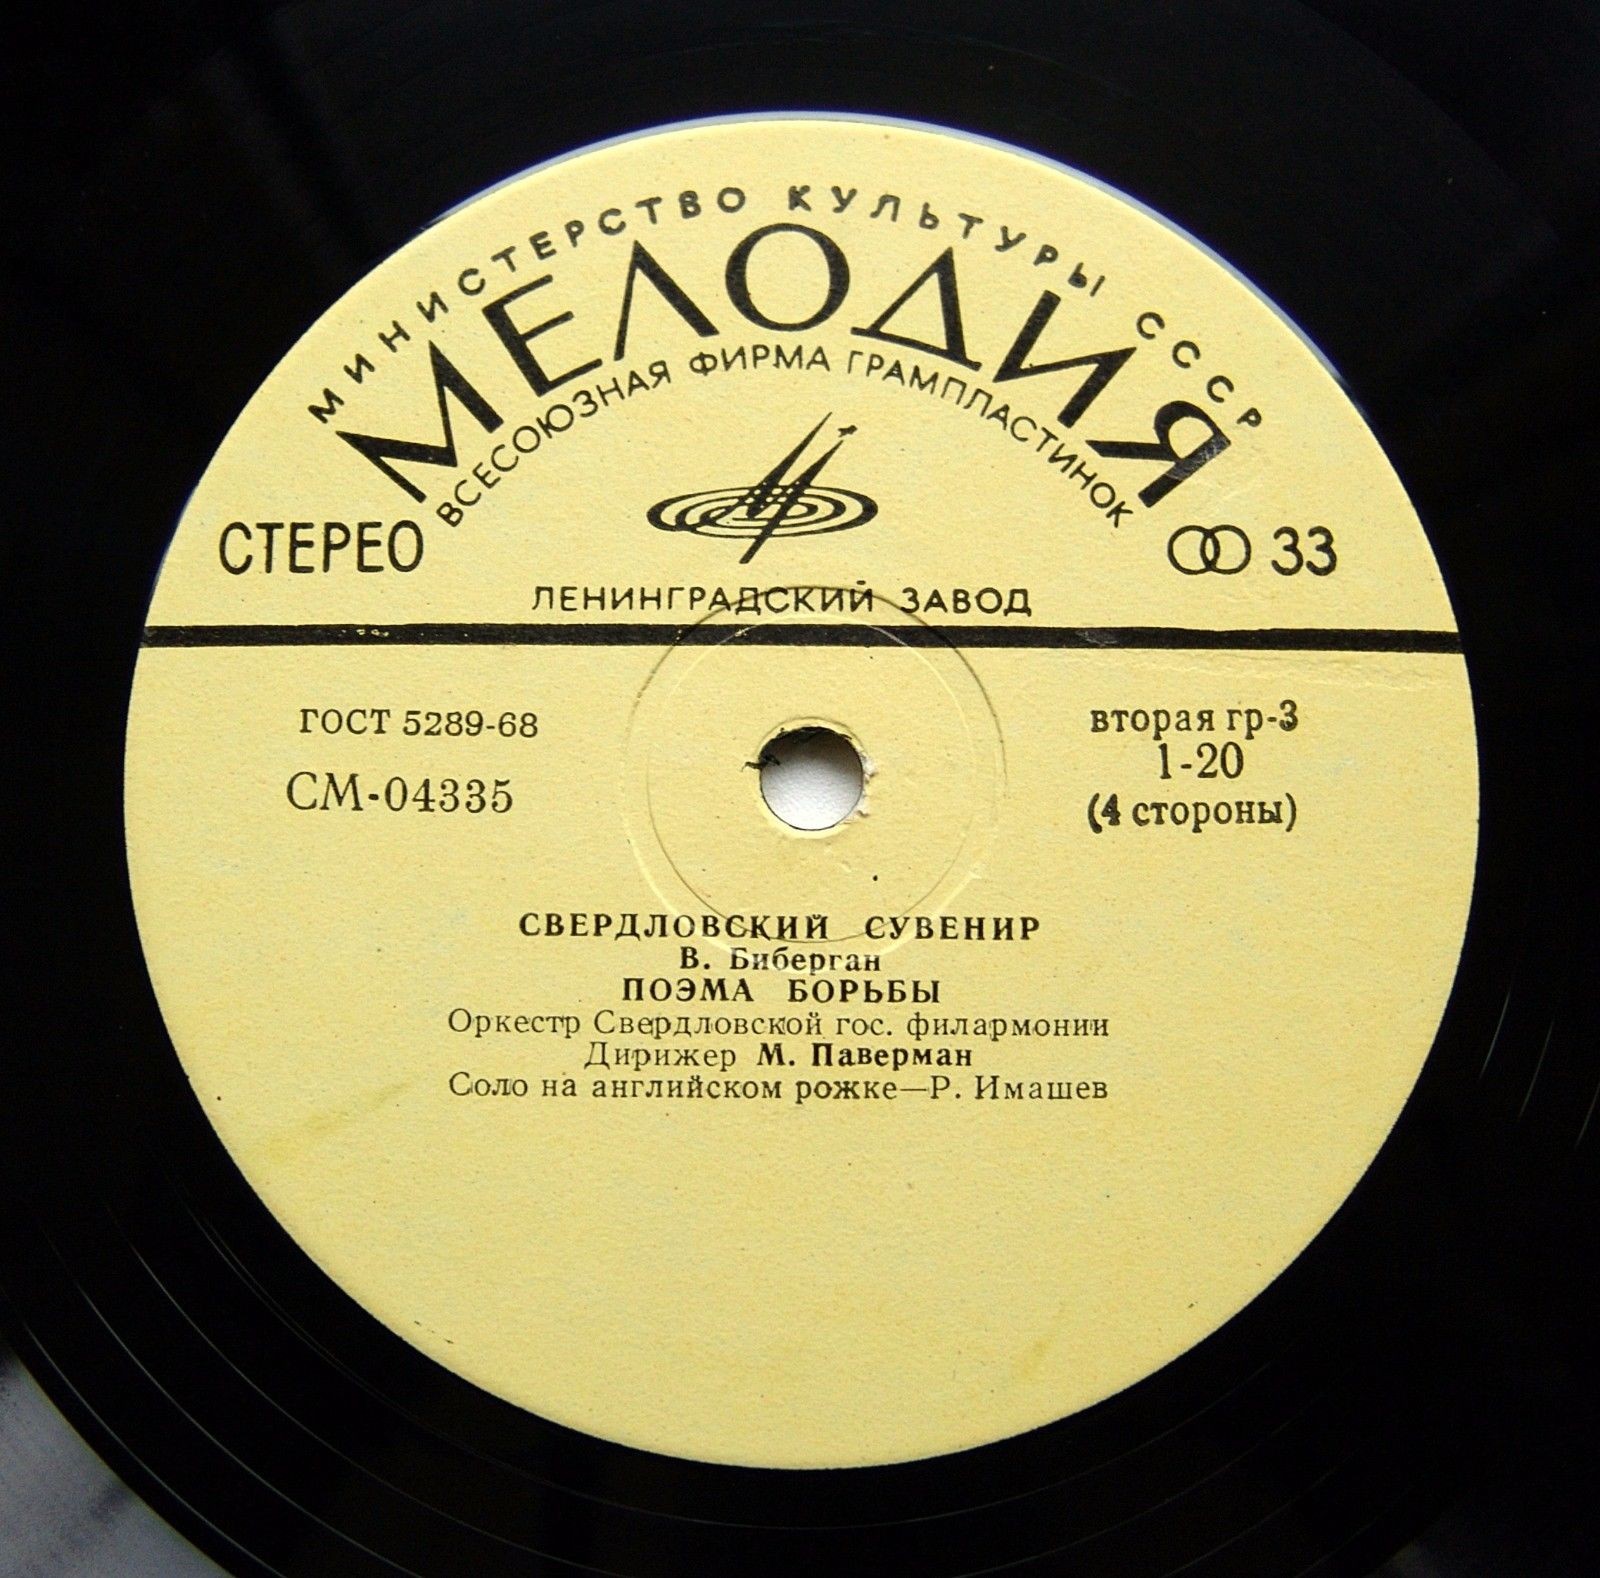 МИНИСТЕРСТВО КУЛЬТУРЫ СССР
МЕЛОДИЯ
ВСЕСОЮЗНАЯ ФИРМА ГРАМПЛАСТИНОК
СТЕРЕО
33
ЛЕНИНГРАДСКИЙ ЗАВОД
ГОСТ 5289-68
СМ-04335
вторая гр-3
1-20
(4 стороны)
СВЕРДЛОВСКИЙ СУВЕНИР
В. Биберган
ПОЭМА БОРЬБЫ
Оркестр Свердловской гос. филармонии
Дирижер М. Паверман
Соло на английском рожке—Р. Имашев